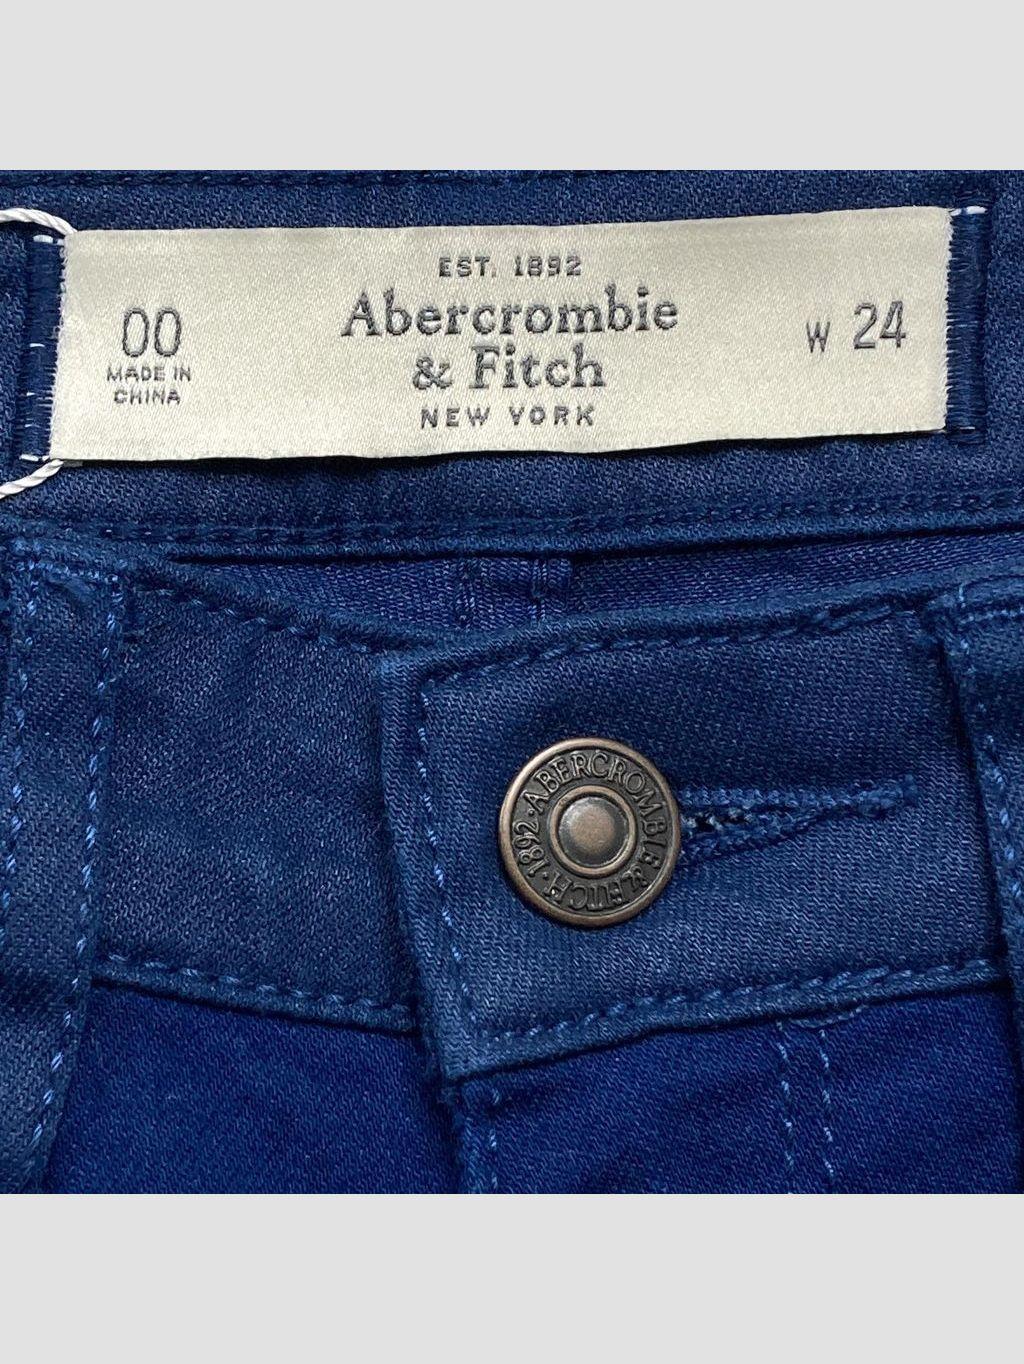 EST. 1892
Abercrombie
& Fitch
NEW YORK
00
MADE IN
CHINA
W 24
ABERCROMBIE & FITCH · 1892 ·